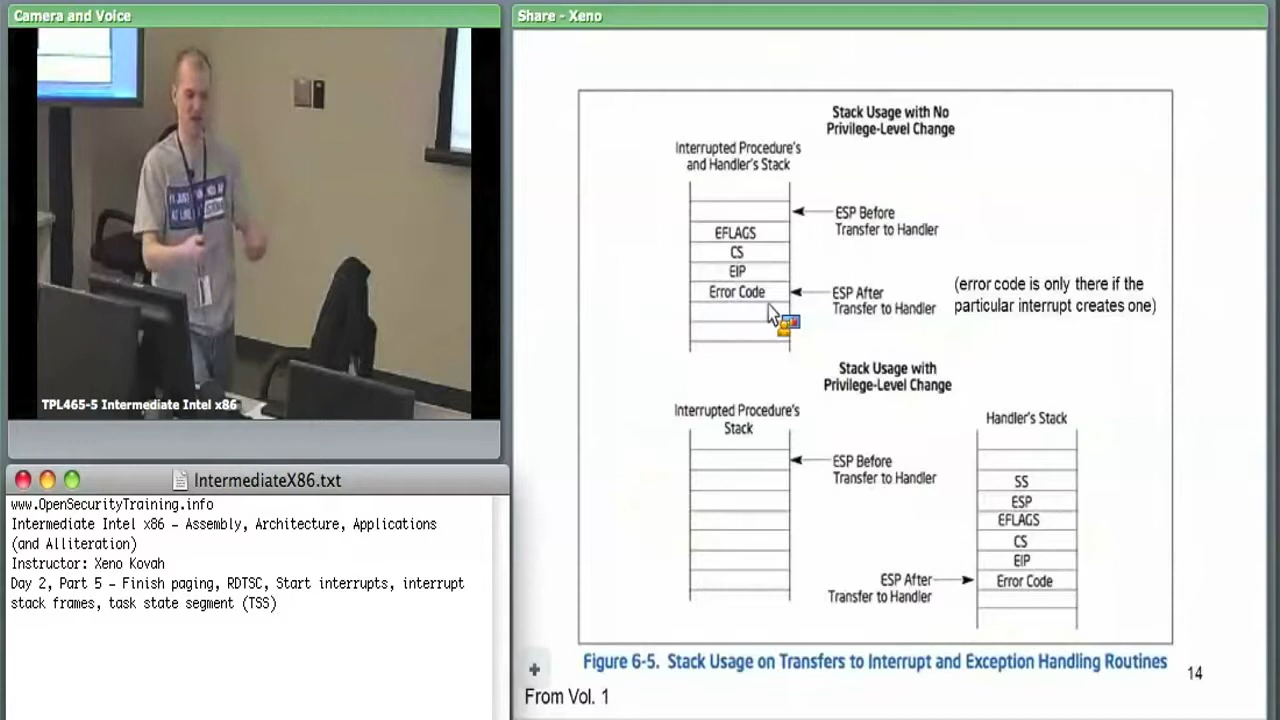 Camera and Voice
TPL465-5 Intermediate Intel x86
IntermediateX86.txt
www.OpenSecurityTraining.info
Intermediate Intel x86 – Assembly, Architecture, Applications
(and Alliteration)
Instructor: Xeno Kovah
Day 2, Part 5 – Finish paging, RDTSC, Start interrupts, interrupt
stack frames, task state segment (TSS)
Share - Xeno
Stack Usage with No
Privilege-Level Change
Interrupted Procedure's
and Handler's Stack
ESP Before
Transfer to Handler
EFLAGS
CS
EIP
Error Code
ESP After
Transfer to Handler
(error code is only there if the
particular interrupt creates one)
Stack Usage with
Privilege-Level Change
Interrupted Procedure's
Stack
Handler's Stack
ESP Before
Transfer to Handler
SS
ESP
EFLAGS
CS
EIP
Error Code
ESP After
Transfer to Handler
Figure 6-5. Stack Usage on Transfers to Interrupt and Exception Handling Routines
14
From Vol. 1